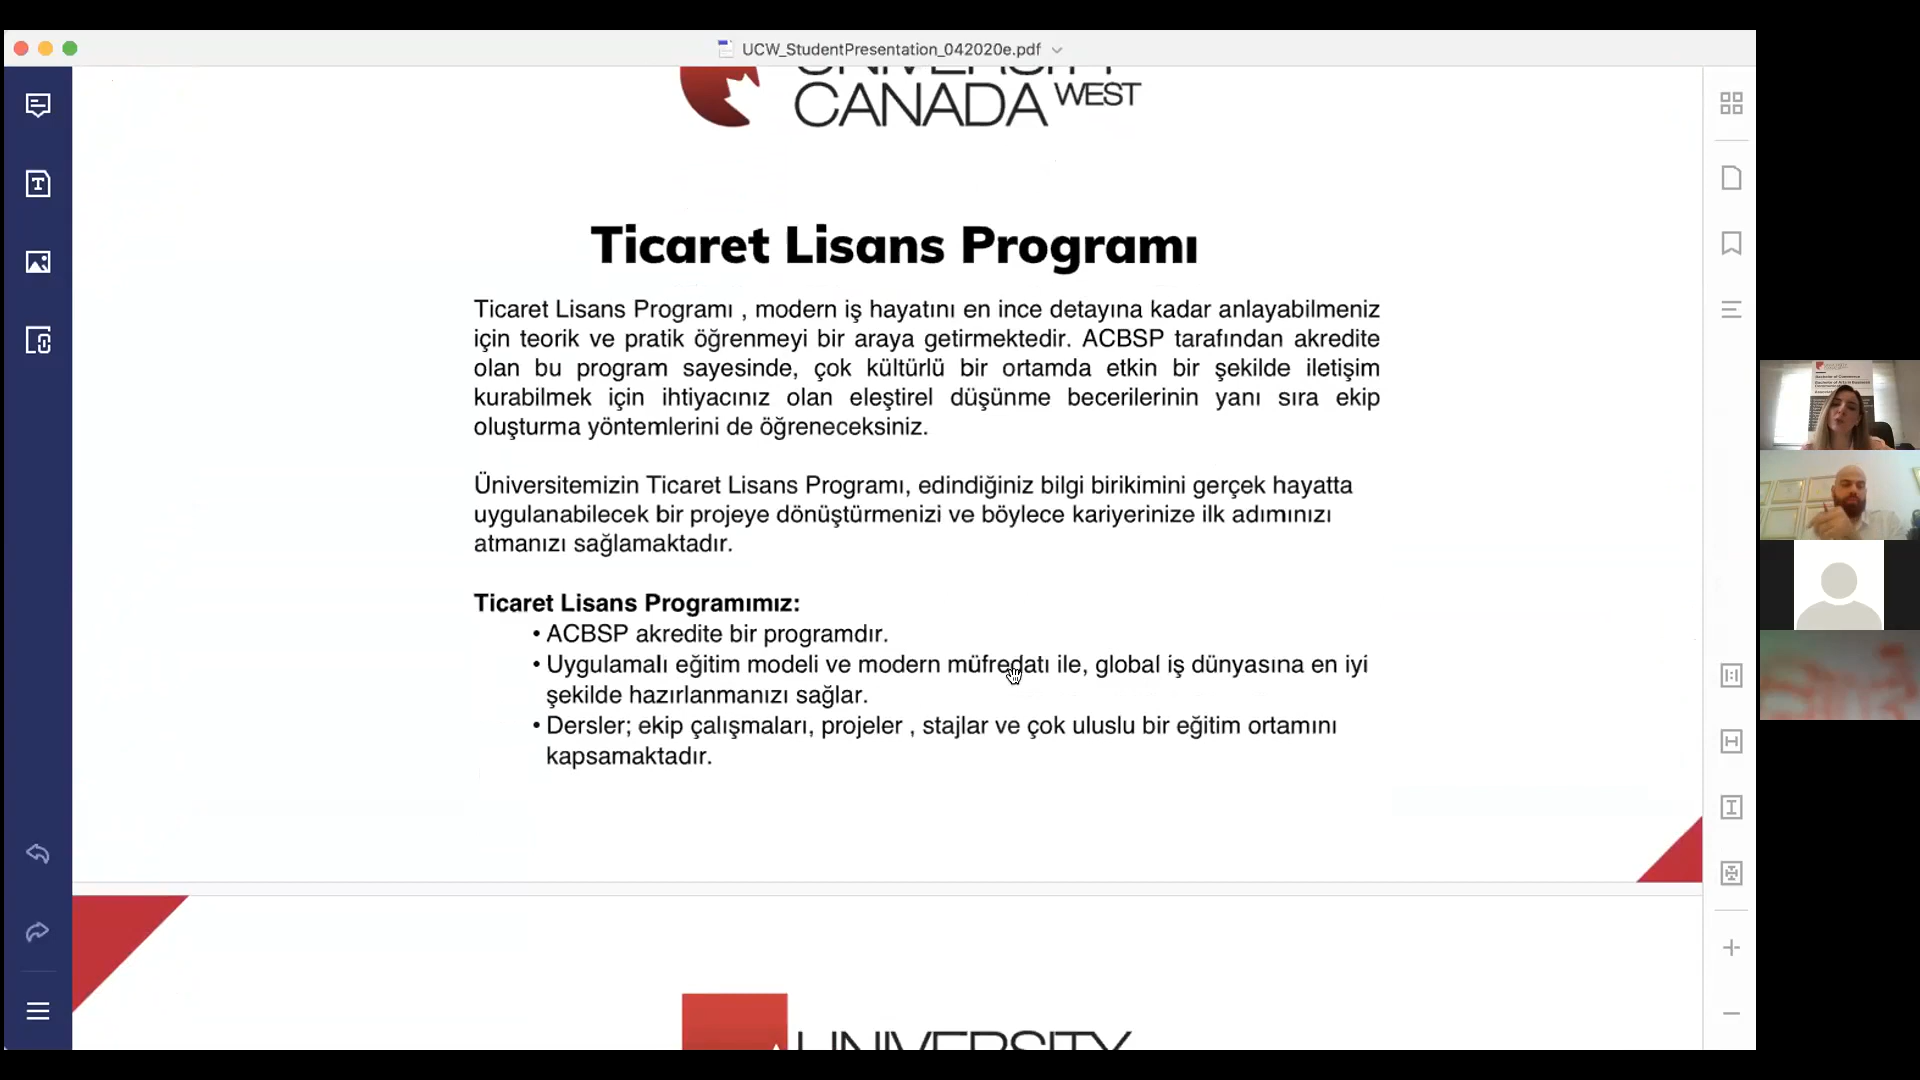 UCW_StudentPresentation_042020e.pdf
UNIVERSITY
CANADA WEST
Ticaret Lisans Programı
Ticaret Lisans Programı , modern iş hayatını en ince detayına kadar anlayabilmeniz
için teorik ve pratik öğrenmeyi bir araya getirmektedir. ACBSP tarafından akredite
olan bu program sayesinde, çok kültürlü bir ortamda etkin bir şekilde iletişim
kurabilmek için ihtiyacınız olan eleştirel düşünme becerilerinin yanı sıra ekip
oluşturma yöntemlerini de öğreneceksiniz.
Üniversitemizin Ticaret Lisans Programı, edindiğiniz bilgi birikimini gerçek hayatta
uygulanabilecek bir projeye dönüştürmenizi ve böylece kariyerinize ilk adımınızı
atmanızı sağlamaktadır.
Ticaret Lisans Programımız:
• ACBSP akredite bir programdır.
• Uygulamalı eğitim modeli ve modern müfredatı ile, global iş dünyasına en iyi
şekilde hazırlanmanızı sağlar.
• Dersler; ekip çalışmaları, projeler , stajlar ve çok uluslu bir eğitim ortamını
kapsamaktadır.
UNIVERSITY